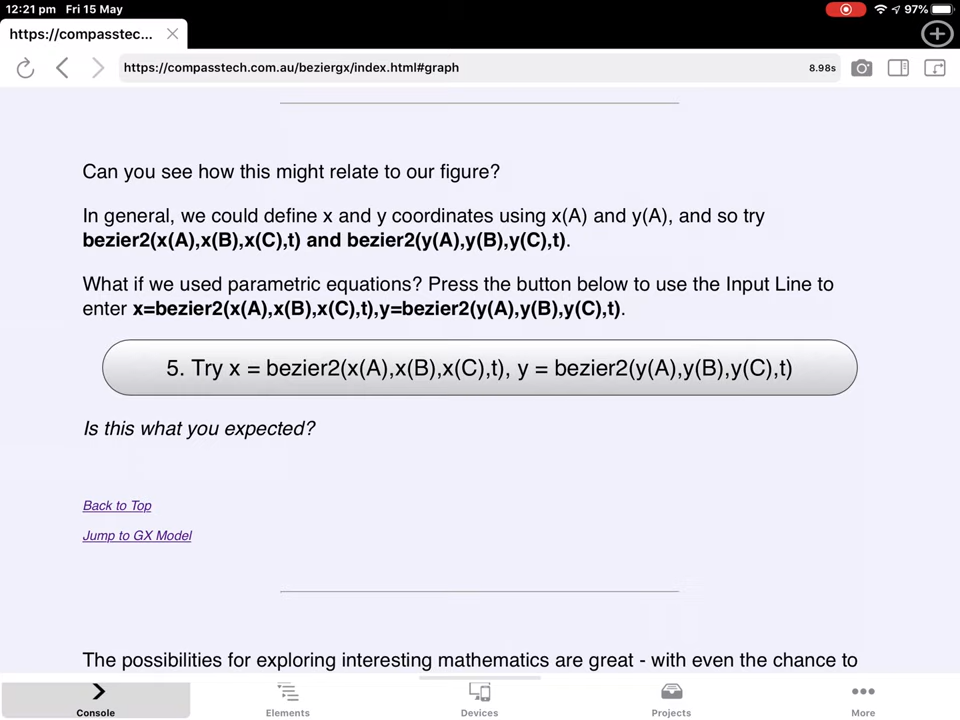 12:21 pm Fri 15 May 97%
https://compasstec...
https://compasstech.com.au/beziergx/index.html#graph 8.98s
Can you see how this might relate to our figure?
In general, we could define x and y coordinates using x(A) and y(A), and so try
bezier2(x(A),x(B),x(C),t) and bezier2(y(A),y(B),y(C),t).
What if we used parametric equations? Press the button below to use the Input Line to
enter x=bezier2(x(A),x(B),x(C),t),y=bezier2(y(A),y(B),y(C),t).
5. Try x = bezier2(x(A),x(B),x(C),t), y = bezier2(y(A),y(B),y(C),t)
Is this what you expected?
Back to Top
Jump to GX Model
The possibilities for exploring interesting mathematics are great - with even the chance to
Console Elements Devices Projects More